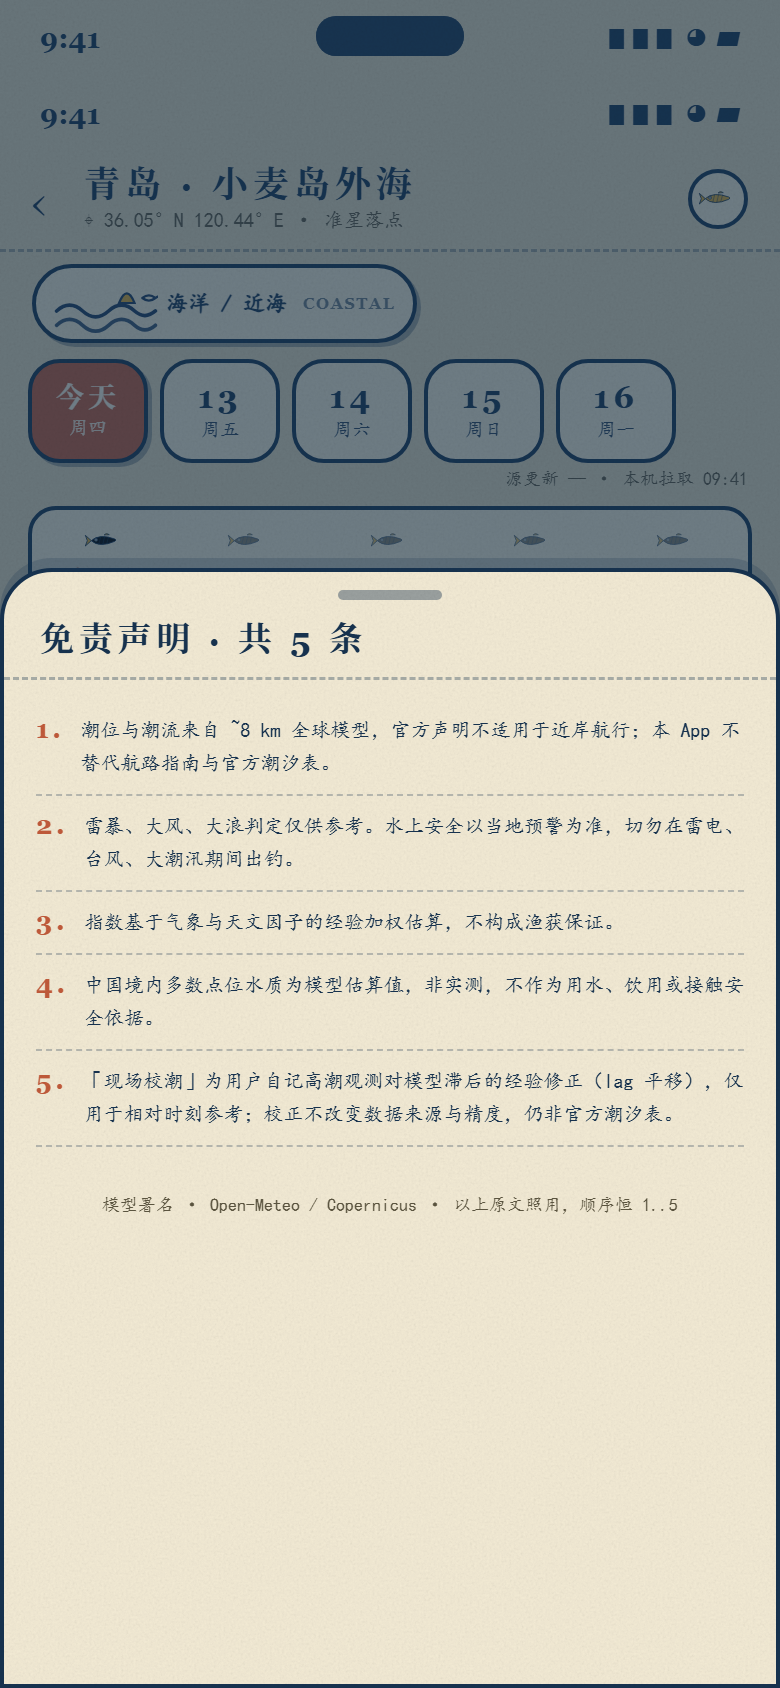 9:41
9:41
青岛 · 小麦岛外海
⌖ 36.05° N 120.44° E • 准星落点
海洋 / 近海 COASTAL
今天 13 14 15 16
周四 周五 周六 周日 周一
源更新 — • 本机拉取 09:41
免责声明 · 共 5 条
1. 潮位与潮流来自 ~8 km 全球模型，官方声明不适用于近岸航行；本 App 不
替代航路指南与官方潮汐表。
2. 雷暴、大风、大浪判定仅供参考。水上安全以当地预警为准，切勿在雷电、
台风、大潮汛期间出钓。
3. 指数基于气象与天文因子的经验加权估算，不构成渔获保证。
4. 中国境内多数点位水质为模型估算值，非实测，不作为用水、饮用或接触安
全依据。
5. 「现场校潮」为用户自记高潮观测对模型滞后的经验修正（lag 平移），仅
用于相对时刻参考；校正不改变数据来源与精度，仍非官方潮汐表。
模型署名 • Open-Meteo / Copernicus • 以上原文照用，顺序恒 1..5